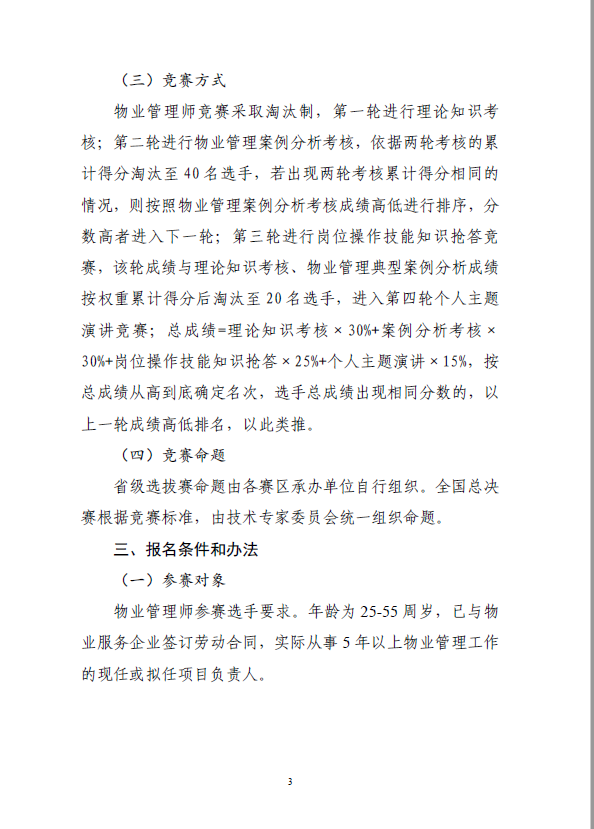 （三）竞赛方式
物业管理师竞赛采取淘汰制，第一轮进行理论知识考
核；第二轮进行物业管理案例分析考核，依据两轮考核的累
计得分淘汰至 40 名选手，若出现两轮考核累计得分相同的
情况，则按照物业管理案例分析考核成绩高低进行排序，分
数高者进入下一轮；第三轮进行岗位操作技能知识抢答竞
赛，该轮成绩与理论知识考核、物业管理典型案例分析成绩
按权重累计得分后淘汰至 20 名选手，进入第四轮个人主题
演讲竞赛；总成绩=理论知识考核×30%+案例分析考核×
30%+岗位操作技能知识抢答×25%+个人主题演讲×15%，按
总成绩从高到底确定名次，选手总成绩出现相同分数的，以
上一轮成绩高低排名，以此类推。
（四）竞赛命题
省级选拔赛命题由各赛区承办单位自行组织。全国总决
赛根据竞赛标准，由技术专家委员会统一组织命题。
三、报名条件和办法
（一）参赛对象
物业管理师参赛选手要求。年龄为 25-55 周岁，已与物
业服务企业签订劳动合同，实际从事 5 年以上物业管理工作
的现任或拟任项目负责人。
3